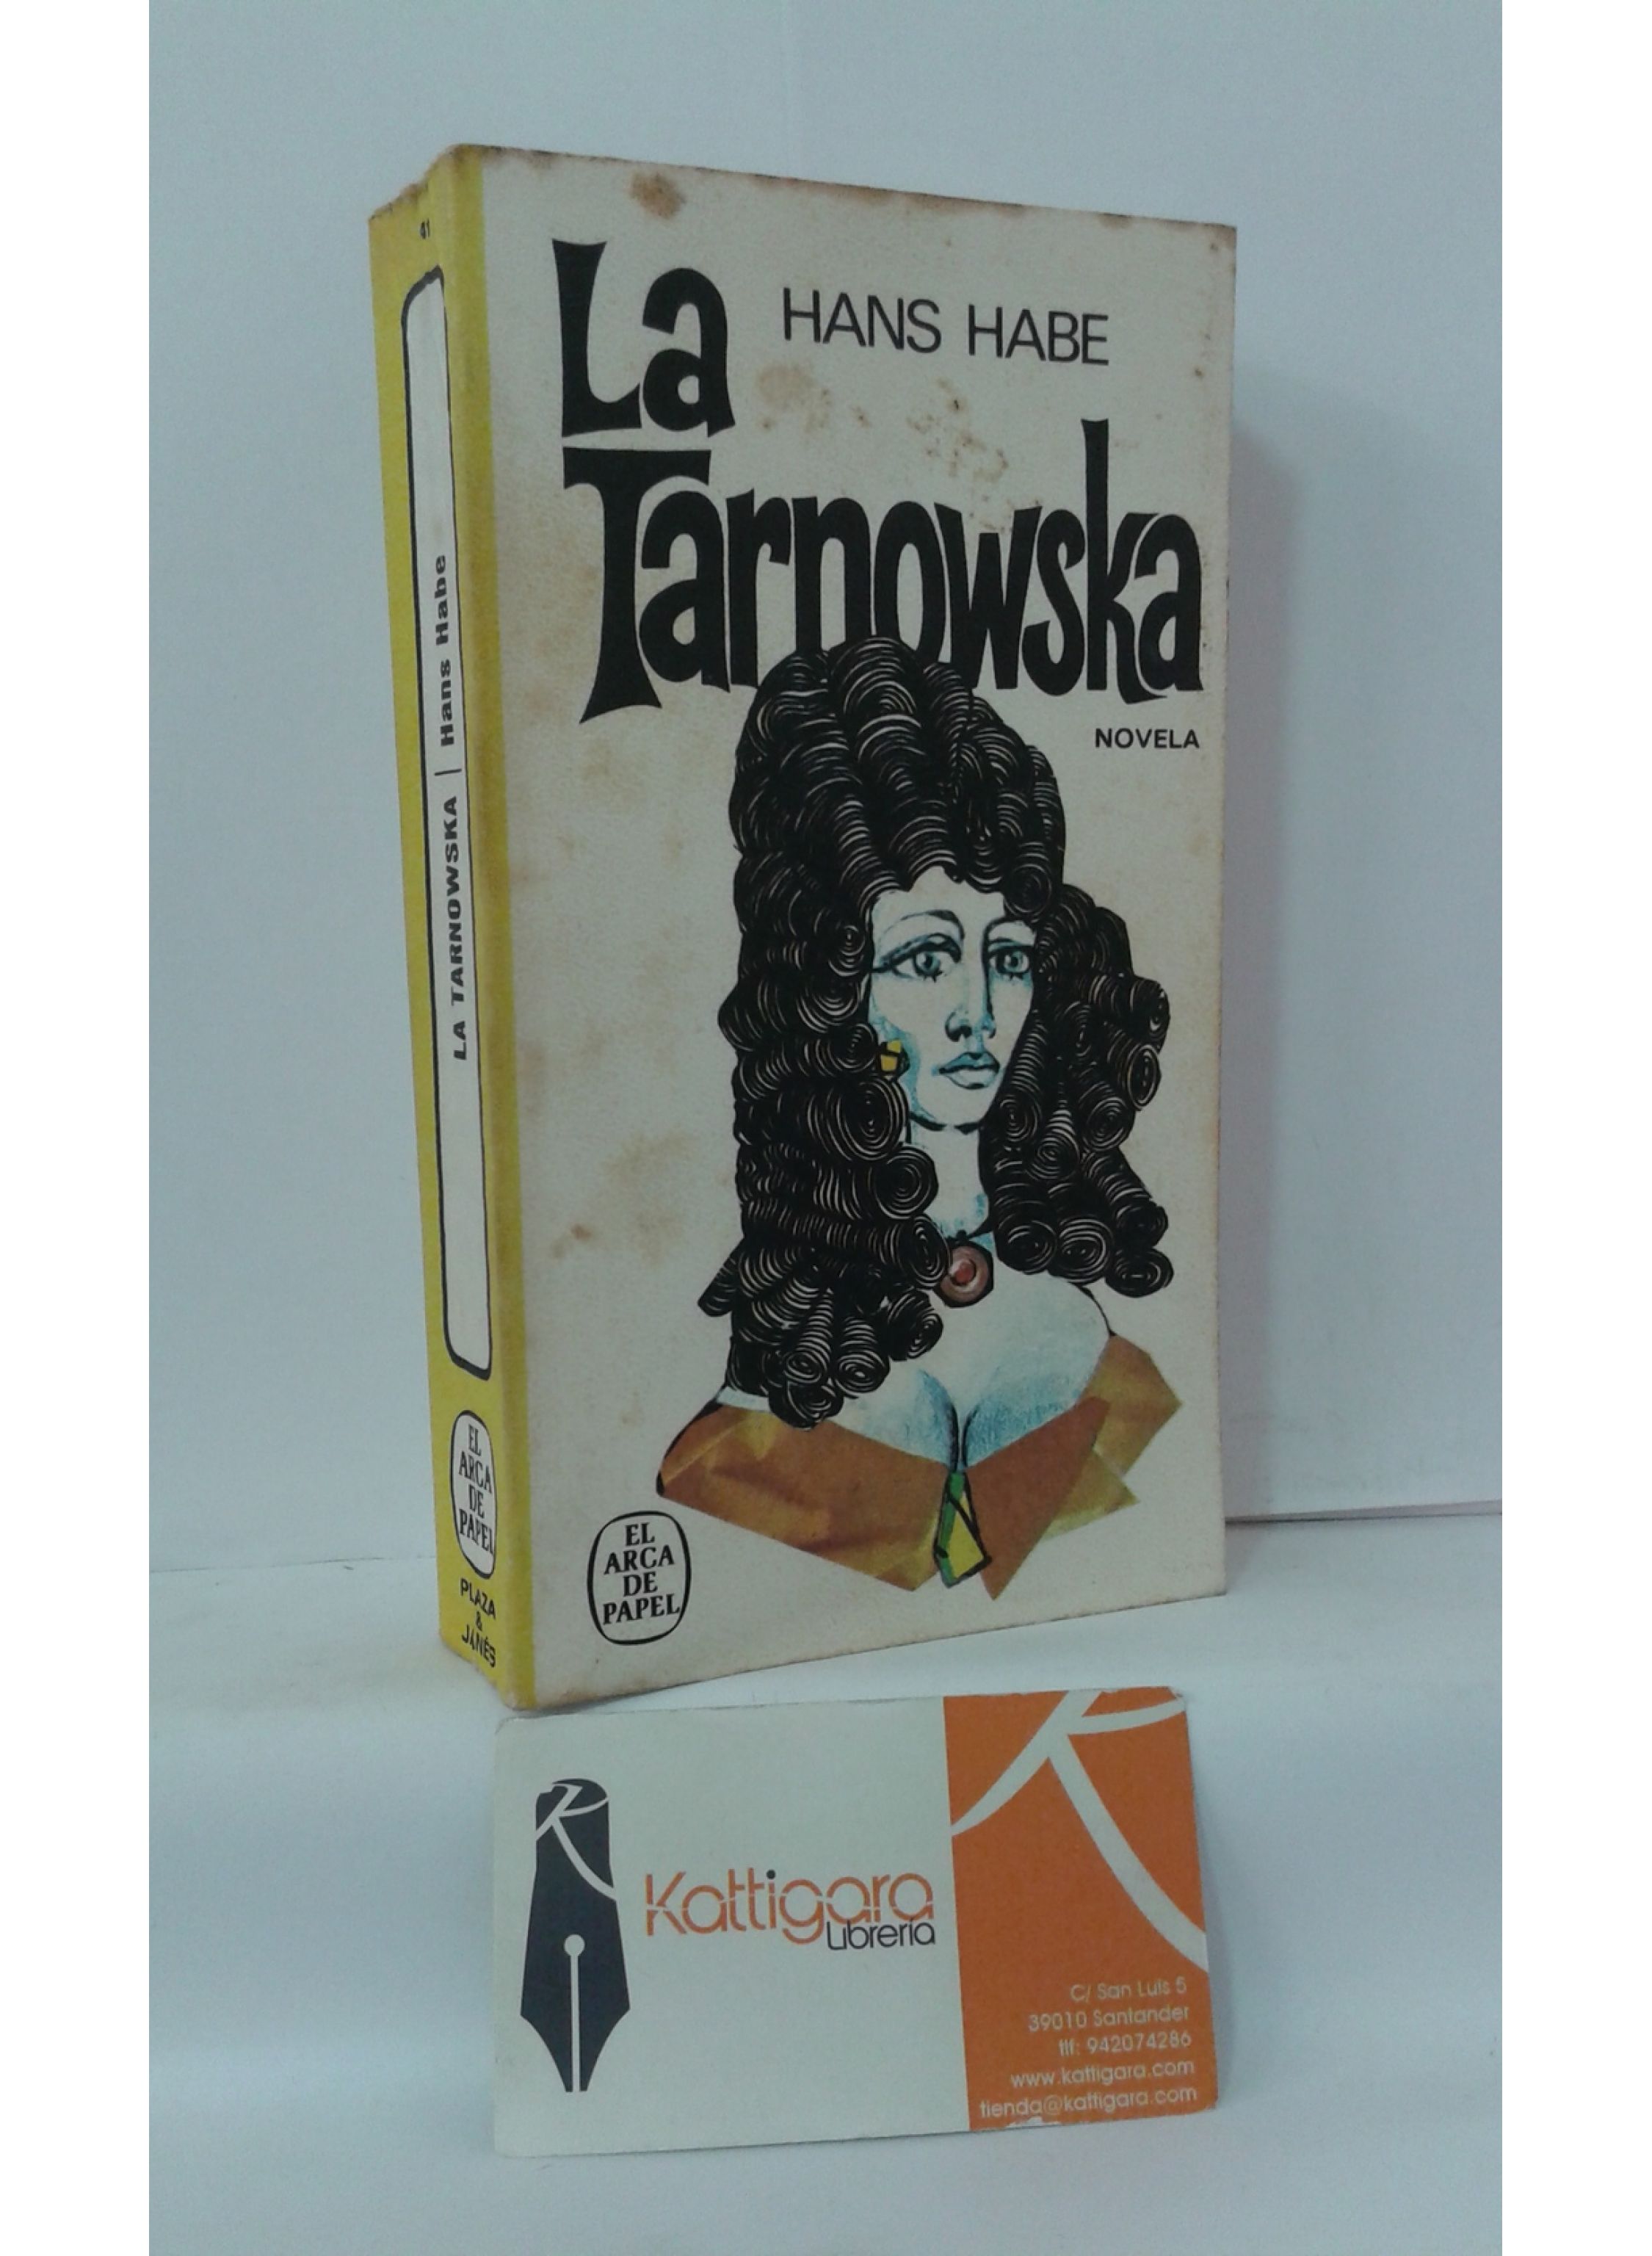 La
HANS HABE
Tarnowska
NOVELA
EL
ARCA
DE
PAPEL
41
LA TARNOWSKA | Hans Habe
EL
ARCA
DE
PAPEL
PLAZA
&
JANÉS
K
Kattigara
Librería
K
C/ San Luis 5
39010 Santander
tlf: 942074286
www.kattigara.com
tienda@kattigara.com